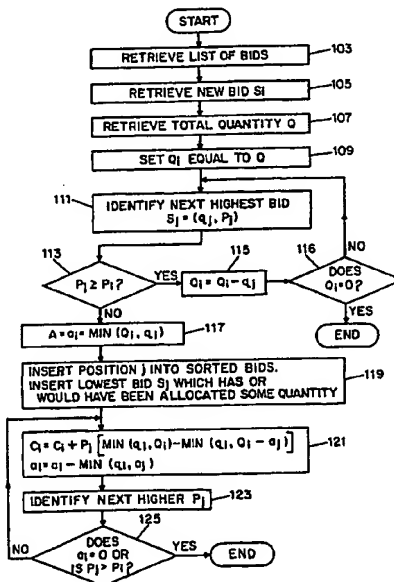 START
RETRIEVE LIST OF BIDS
103
RETRIEVE NEW BID Si
105
RETRIEVE TOTAL QUANTITY Q
107
SET Qi EQUAL TO Q
109
111
IDENTIFY NEXT HIGHEST BID
Sj = (qj, Pj)
113
Pj ≥ Pi?
YES
115
Qi = Qi - qj
116
DOES
Qi=0?
NO
YES
END
NO
A = ai = MIN (Qi, qi)
117
INSERT POSITION j INTO SORTED BIDS.
INSERT LOWEST BID Sj WHICH HAS OR
WOULD HAVE BEEN ALLOCATED SOME QUANTITY
119
Ci = Ci + Pj [MIN (qj, Qi) - MIN (qj, Qi - aj)]
ai = ai - MIN (qj, aj)
121
IDENTIFY NEXT HIGHER Pj
123
125
DOES
ai = 0 OR
IS Pj > Pi?
NO
YES
END